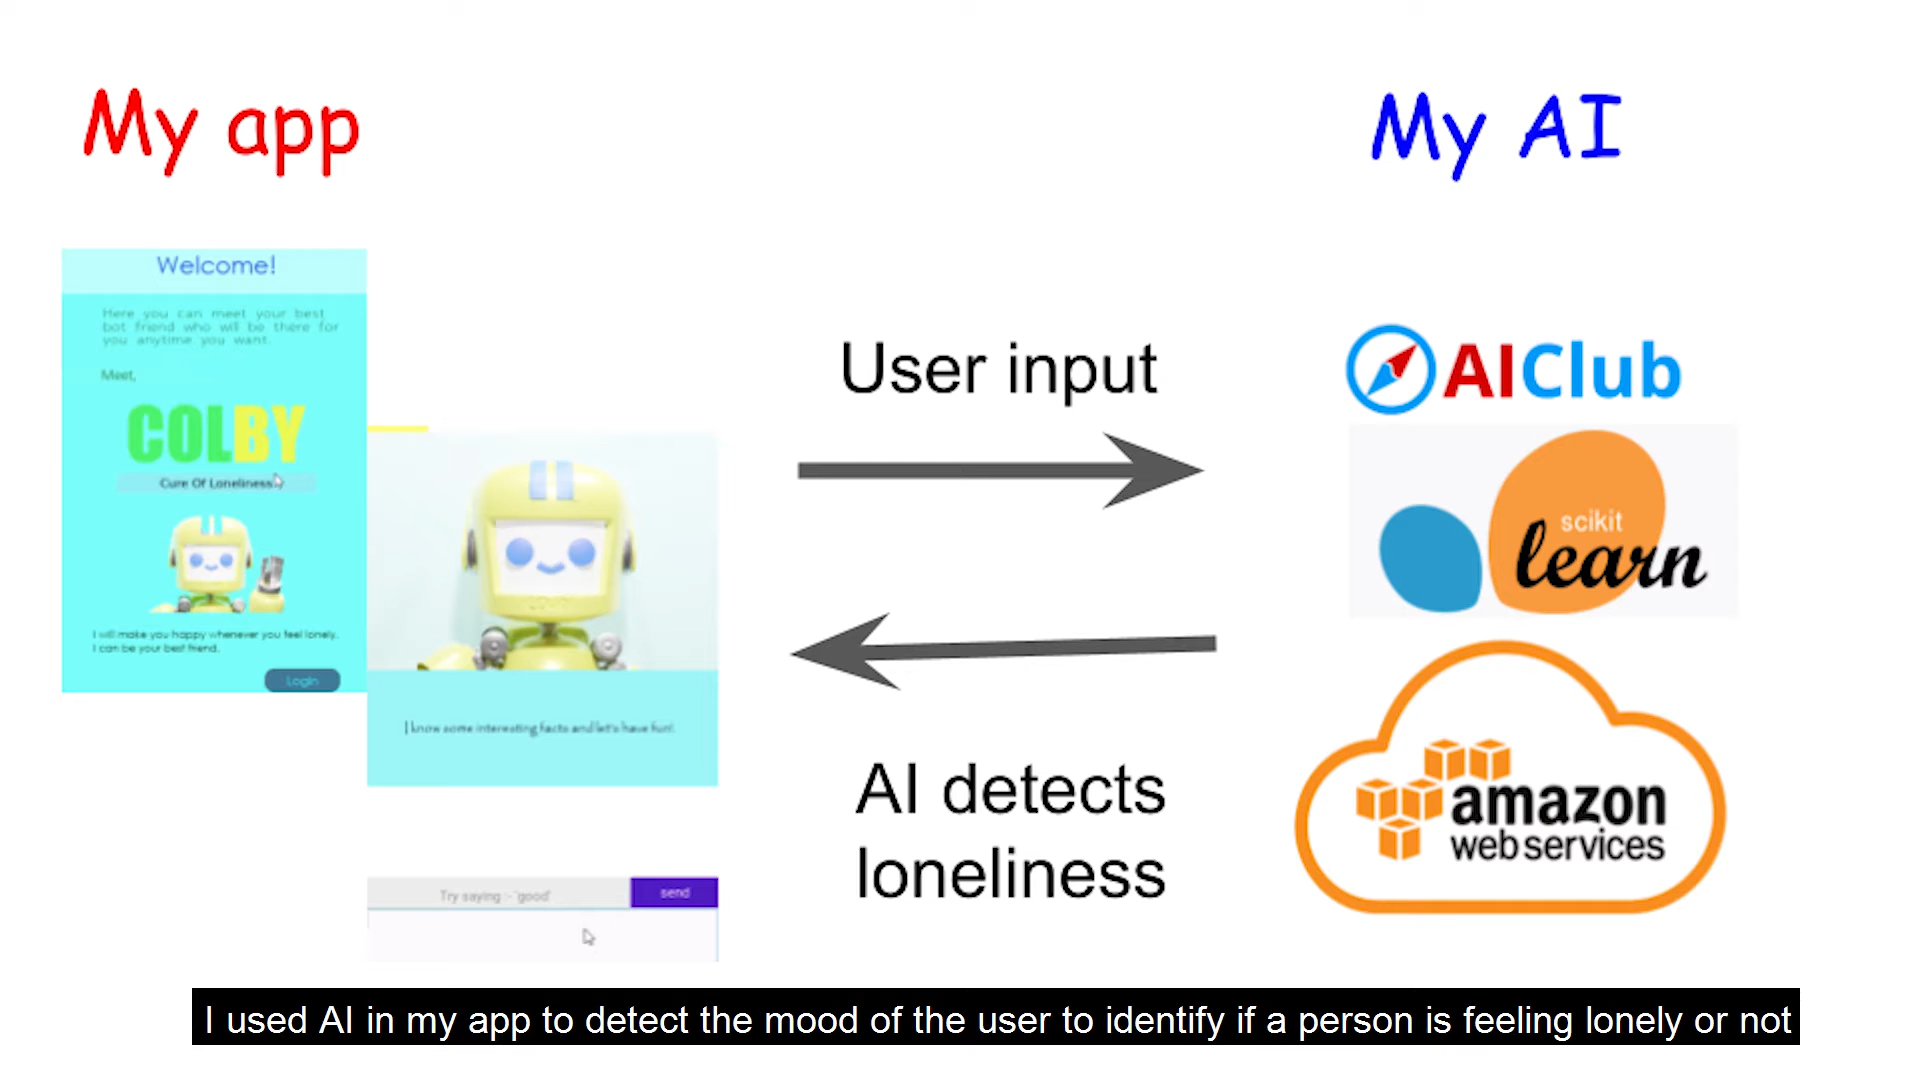 My app
My AI
Welcome!
Here you can meet your best
bot friend who will be there for
you anytime you want.
Meet,
COLBY
Cure Of Loneliness
I will make you happy whenever you feel lonely.
I can be your best friend.
Login
I know some interesting facts and let's have fun!
Try saying :- 'good'
send
User input
AI detects
loneliness
AIClub
scikit
learn
amazon
web services
I used AI in my app to detect the mood of the user to identify if a person is feeling lonely or not